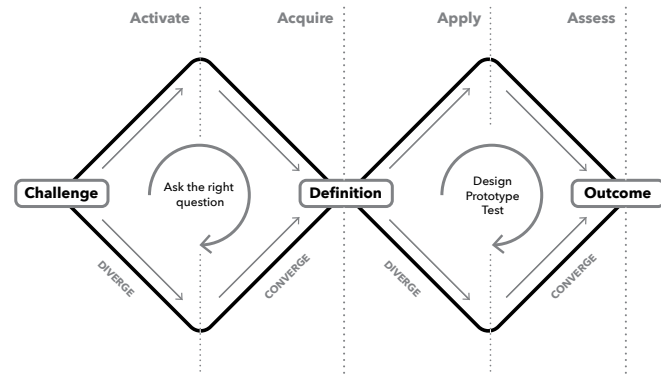 Activate
Acquire
Apply
Assess
Challenge
Ask the right
question
Definition
Design
Prototype
Test
Outcome
DIVERGE
CONVERGE
DIVERGE
CONVERGE